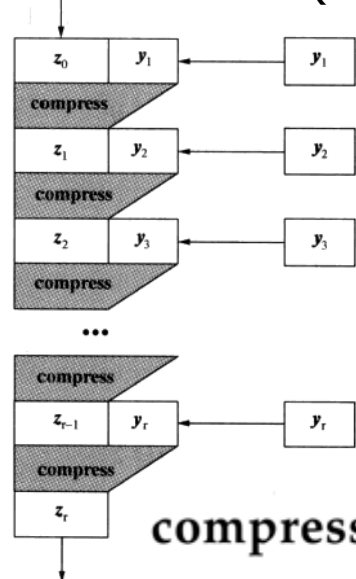 (
z₀ y₁ y₁
compress
z₁ y₂ y₂
compress
z₂ y₃ y₃
compress
...
compress
zᵣ₋₁ yᵣ yᵣ
compress
zᵣ
compress